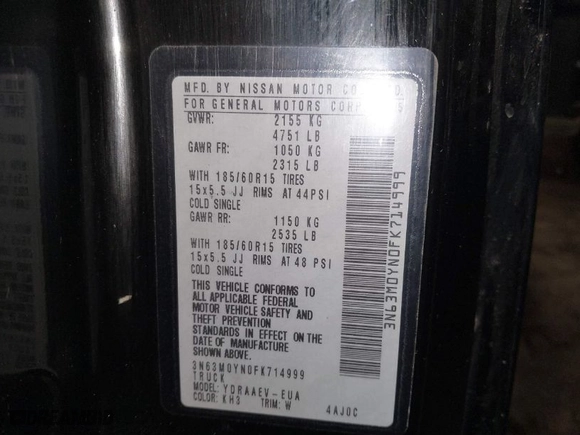 MFD. BY NISSAN MOTOR
FOR GENERAL MOTORS
GVWR: 2155 KG
4751 LB
GAWR FR: 1050 KG
2315 LB
WITH 185/60R15 TIRES
15x5.5 JJ RIMS AT 44PSI
COLD SINGLE
GAWR RR: 1150 KG
2535 LB
WITH 185/60R15 TIRES
15x5.5 JJ RIMS AT 48 PSI
COLD SINGLE
THIS VEHICLE CONFORMS TO
ALL APPLICABLE FEDERAL
MOTOR VEHICLE SAFETY AND
THEFT PREVENTION
STANDARDS IN EFFECT ON THE
DATE OF MANUFACTURE
SHOWN ABOVE.
3N63M0YN0FK714999
TRUCK
MODEL: YDRAAEV-EUA
COLOR: KH3 TRIM: W 4AJ0C
3N63M0YN0FK714999